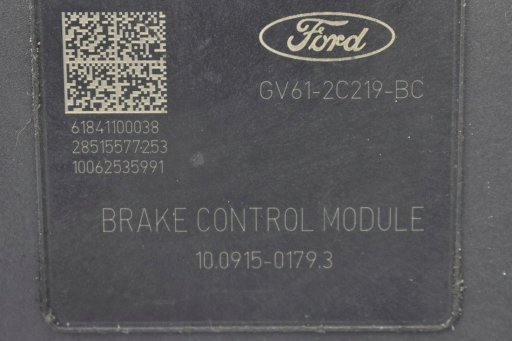 Ford
GV61-2C219-BC
61841100038
28515577253
10062535991
BRAKE CONTROL MODULE
10.0915-0179.3